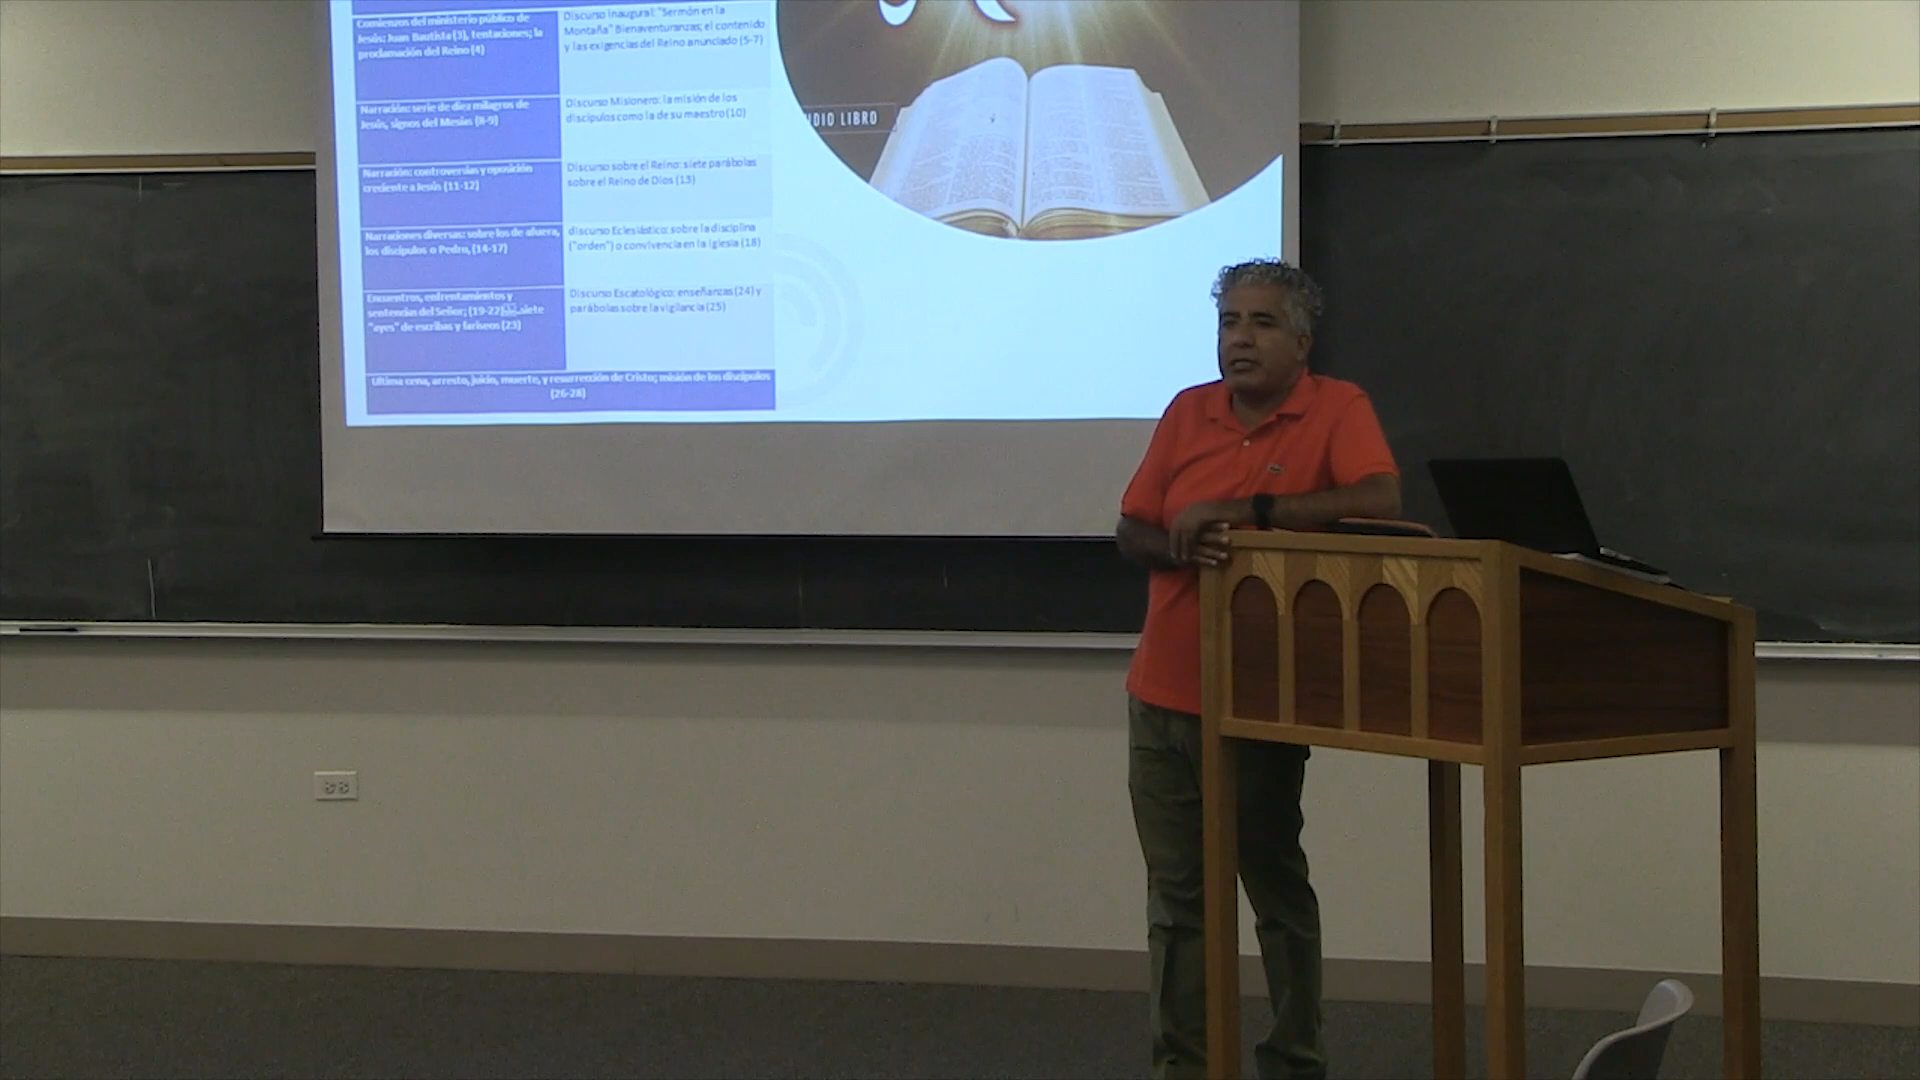 Comienzos del ministerio público de
Jesús: Juan Bautista (3), tentaciones; la
proclamación del Reino (4)
Discurso Inaugural: "Sermón en la
Montaña" Bienaventuranzas; el contenido
y las exigencias del Reino anunciado (5-7)
Narración: serie de diez milagros de
Jesús, signos del Mesías (8-9)
Discurso Misionero: la misión de los
discípulos como la de su maestro (10)
Narración: controversias y oposición
creciente a Jesús (11-12)
Discurso sobre el Reino: siete parábolas
sobre el Reino de Dios (13)
Narraciones diversas: sobre los de afuera,
los discípulos o Pedro, (14-17)
discurso Eclesiástico: sobre la disciplina
("orden") o convivencia en la Iglesia (18)
Encuentros, enfrentamientos y
sentencias del Señor; (19-22) siete
"ayes" de escribas y fariseos (23)
Discurso Escatológico: enseñanzas (24) y
parábolas sobre la vigilancia (25)
Ultima cena, arresto, juicio, muerte, y resurrección de Cristo; misión de los discípulos
(26-28)
UDIO LIBRO